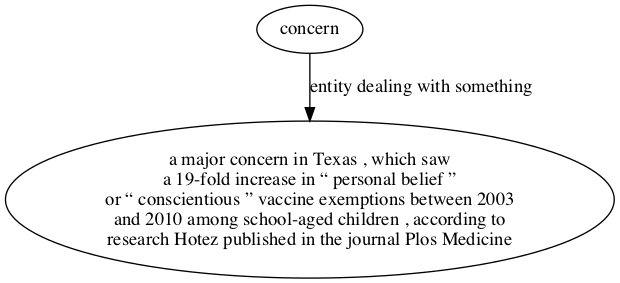 concern
entity dealing with something
a major concern in Texas , which saw
a 19-fold increase in “ personal belief ”
or “ conscientious ” vaccine exemptions between 2003
and 2010 among school-aged children , according to
research Hotez published in the journal Plos Medicine